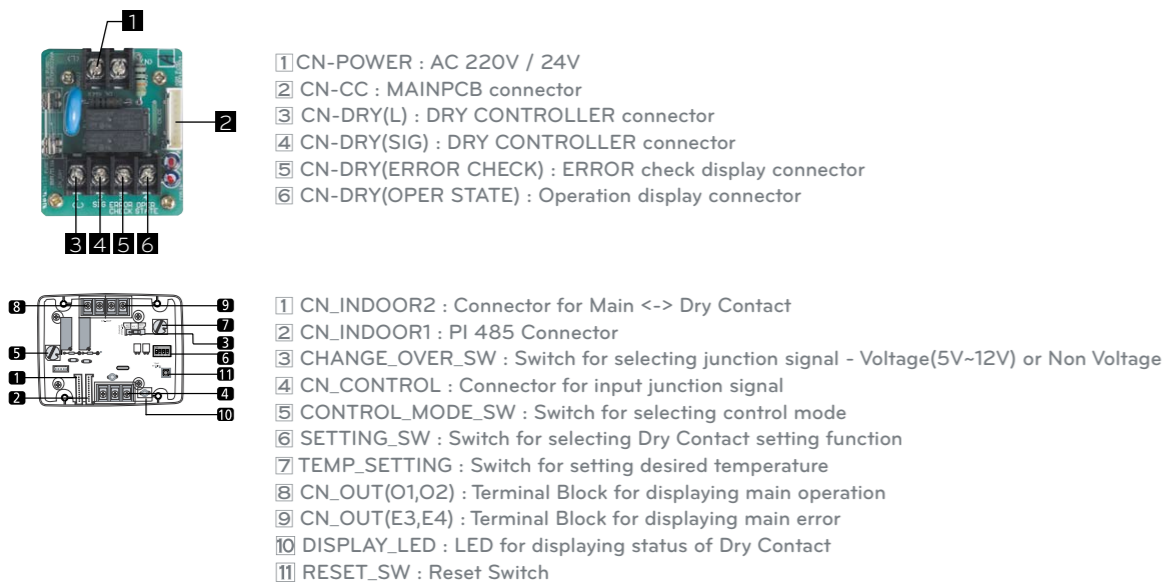 1
2
3 4 5 6
1 CN-POWER : AC 220V / 24V
2 CN-CC : MAINPCB connector
3 CN-DRY(L) : DRY CONTROLLER connector
4 CN-DRY(SIG) : DRY CONTROLLER connector
5 CN-DRY(ERROR CHECK) : ERROR check display connector
6 CN-DRY(OPER STATE) : Operation display connector
8
9
7
3
5
6
1
11
2
4
10
1 CN_INDOOR2 : Connector for Main <-> Dry Contact
2 CN_INDOOR1 : PI 485 Connector
3 CHANGE_OVER_SW : Switch for selecting junction signal - Voltage(5V~12V) or Non Voltage
4 CN_CONTROL : Connector for input junction signal
5 CONTROL_MODE_SW : Switch for selecting control mode
6 SETTING_SW : Switch for selecting Dry Contact setting function
7 TEMP_SETTING : Switch for setting desired temperature
8 CN_OUT(O1,O2) : Terminal Block for displaying main operation
9 CN_OUT(E3,E4) : Terminal Block for displaying main error
10 DISPLAY_LED : LED for displaying status of Dry Contact
11 RESET_SW : Reset Switch